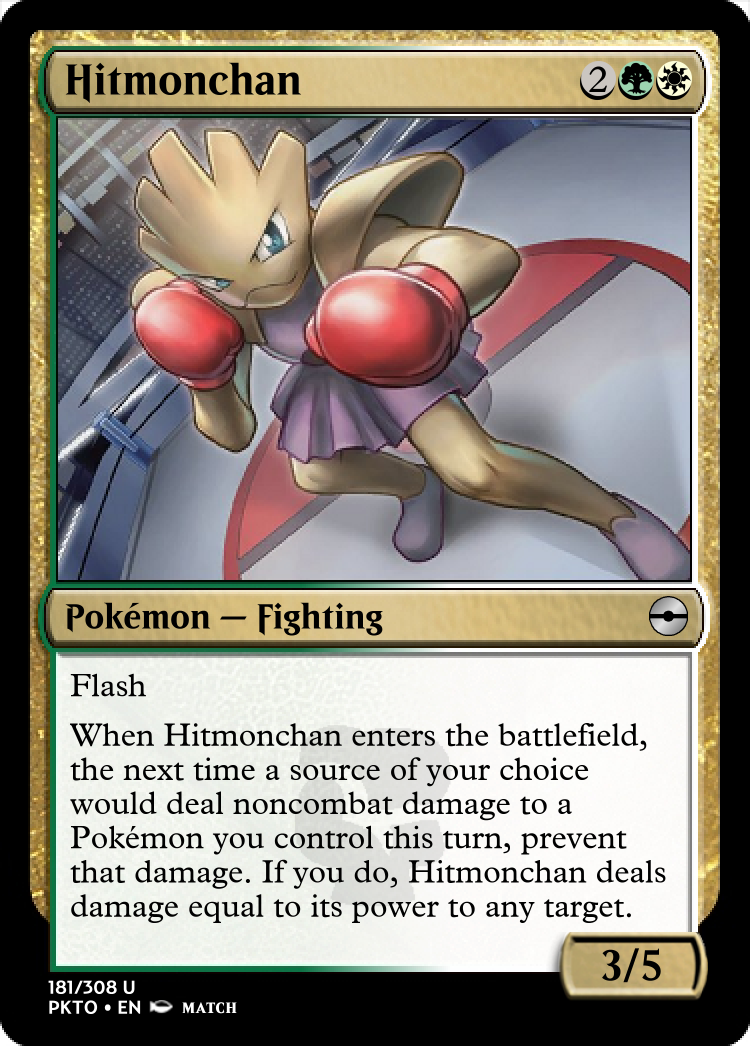 Hitmonchan 2
Pokémon — Fighting
Flash
When Hitmonchan enters the battlefield,
the next time a source of your choice
would deal noncombat damage to a
Pokémon you control this turn, prevent
that damage. If you do, Hitmonchan deals
damage equal to its power to any target.
3/5
181/308 U
PKTO • EN MATCH